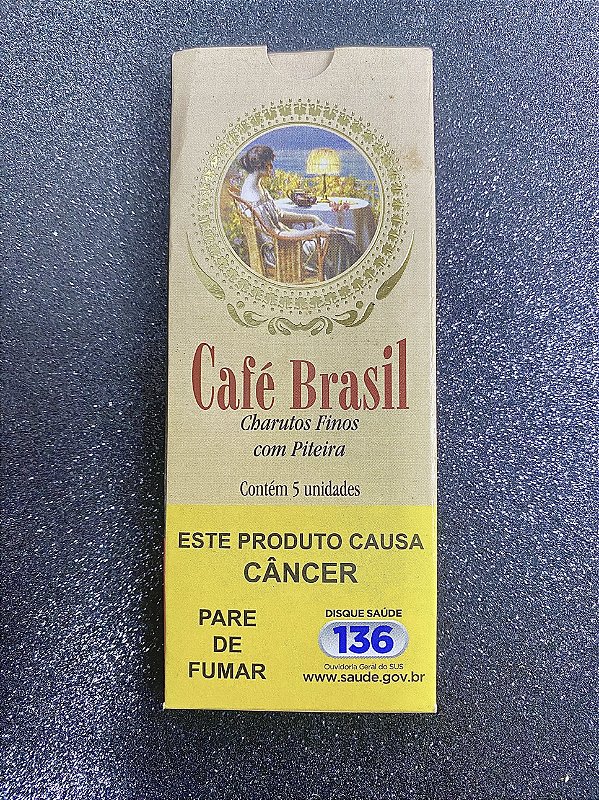 Café Brasil
Charutos Finos
com Piteira
Contém 5 unidades
ESTE PRODUTO CAUSA
CÂNCER
PARE
DE
FUMAR
DISQUE SAÚDE
136
Ouvidoria Geral do SUS
www.saude.gov.br